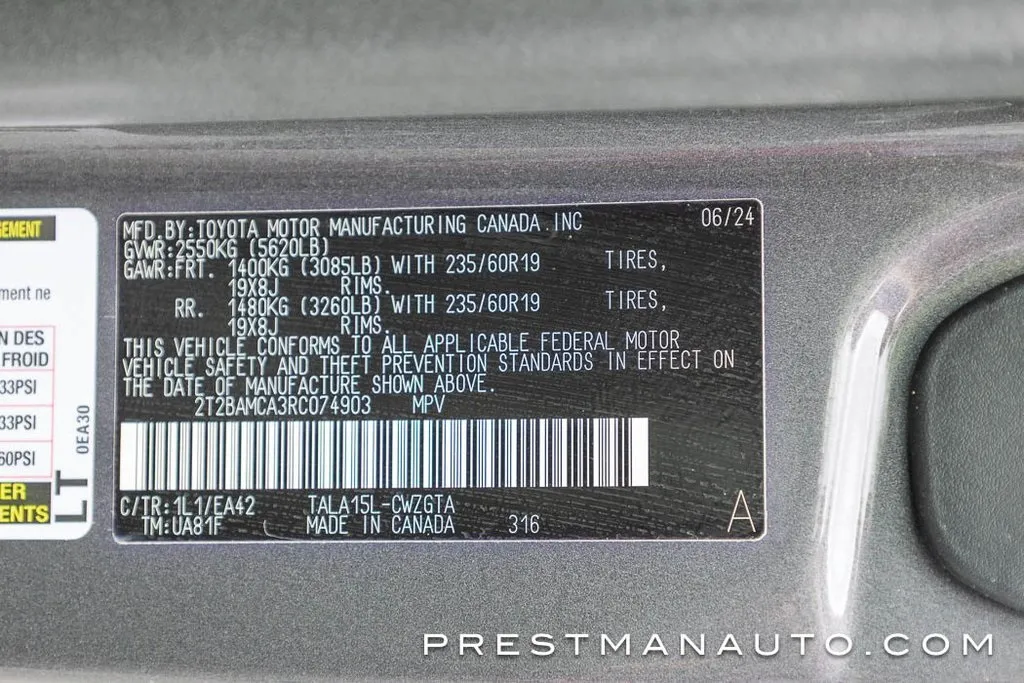 GEMENT
ment ne
N DES
FROID
33PSI
33PSI
60PSI
ER
ENTS
LT
0EA30
MFD.BY:TOYOTA MOTOR MANUFACTURING CANADA INC 06/24
GVWR:2550KG (5620LB)
GAWR:FRT. 1400KG (3085LB) WITH 235/60R19 TIRES,
19X8J RIMS.
RR. 1480KG (3260LB) WITH 235/60R19 TIRES,
19X8J RIMS.
THIS VEHICLE CONFORMS TO ALL APPLICABLE FEDERAL MOTOR
VEHICLE SAFETY AND THEFT PREVENTION STANDARDS IN EFFECT ON
THE DATE OF MANUFACTURE SHOWN ABOVE.
2T2BAMCA3RC074903 MPV
C/TR:1L1/EA42 TALA15L-CWZGTA
TM:UA81F MADE IN CANADA 316 A
PRESTMANAUTO.COM